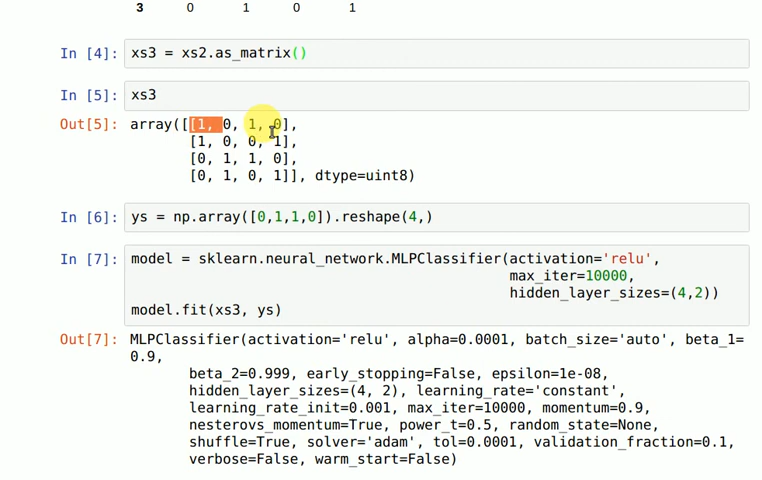 3 0 1 0 1
In [4]: xs3 = xs2.as_matrix()
In [5]: xs3
Out[5]: array([[1, 0, 1, 0],
[1, 0, 0, 1],
[0, 1, 1, 0],
[0, 1, 0, 1]], dtype=uint8)
In [6]: ys = np.array([0,1,1,0]).reshape(4,)
In [7]: model = sklearn.neural_network.MLPClassifier(activation='relu',
max_iter=10000,
hidden_layer_sizes=(4,2))
model.fit(xs3, ys)
Out[7]: MLPClassifier(activation='relu', alpha=0.0001, batch_size='auto', beta_1=
0.9,
beta_2=0.999, early_stopping=False, epsilon=1e-08,
hidden_layer_sizes=(4, 2), learning_rate='constant',
learning_rate_init=0.001, max_iter=10000, momentum=0.9,
nesterovs_momentum=True, power_t=0.5, random_state=None,
shuffle=True, solver='adam', tol=0.0001, validation_fraction=0.1,
verbose=False, warm_start=False)